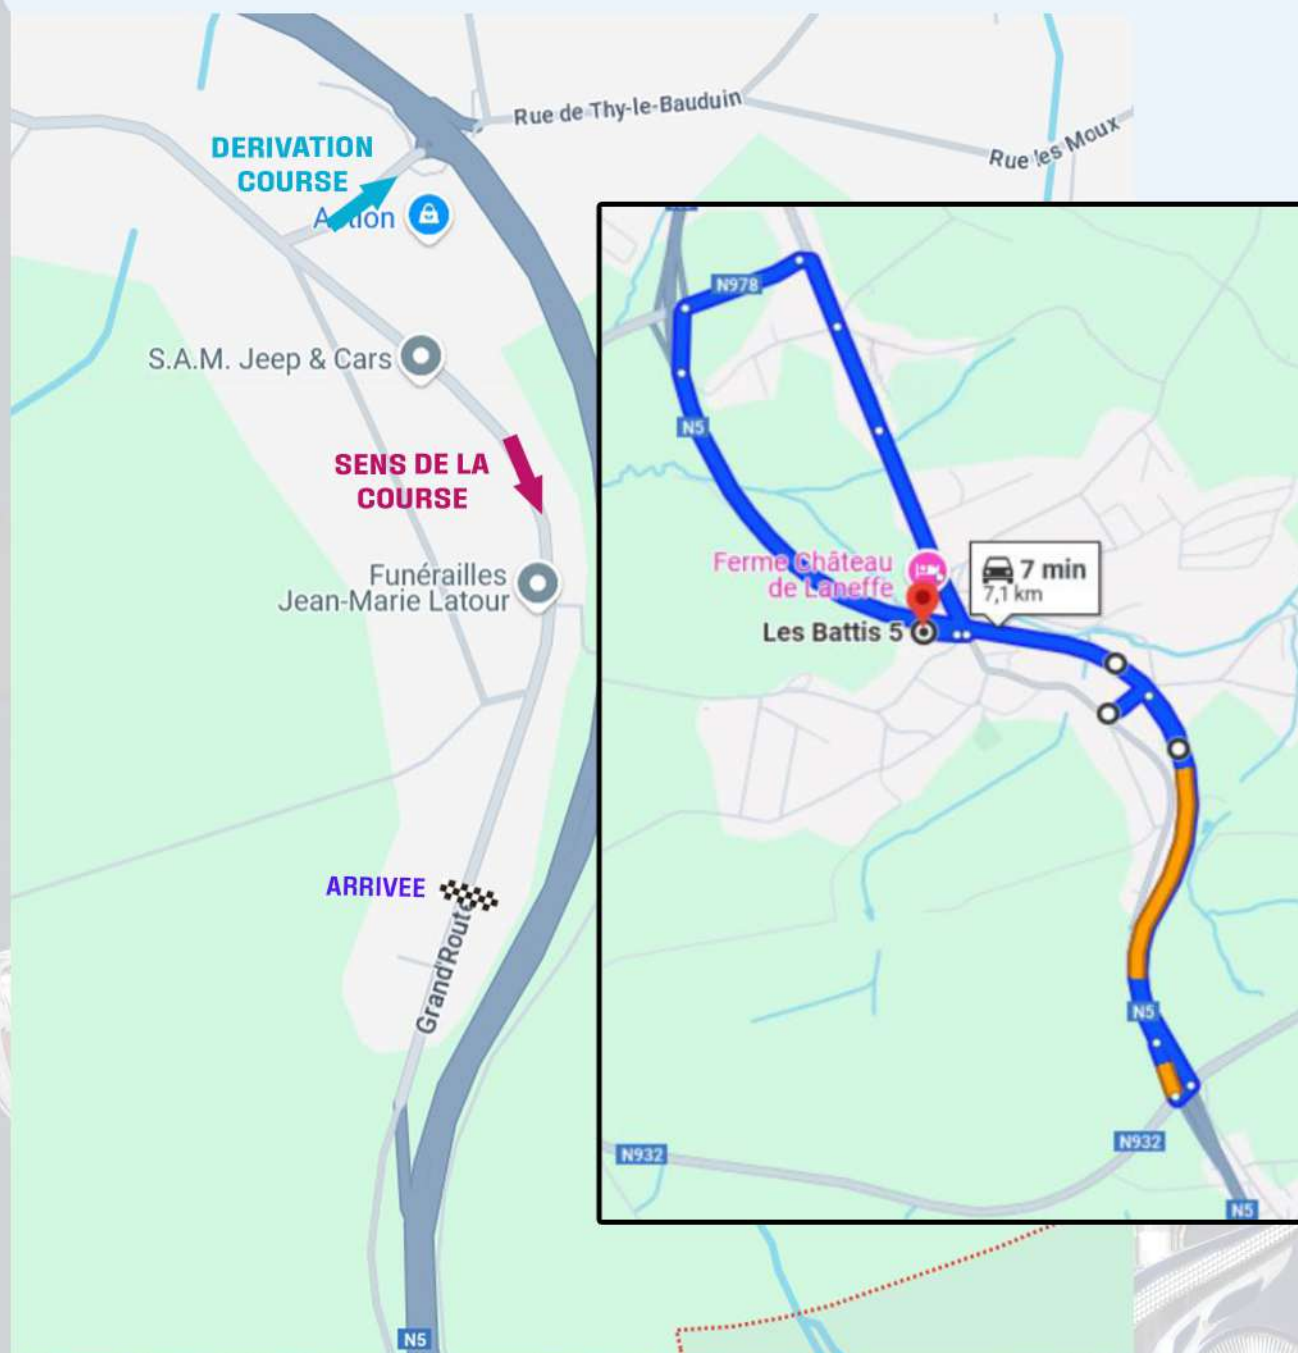 Rue de Thy-le-Bauduin
Rue les Moux
DERIVATION
COURSE
S.A.M. Jeep & Cars
SENS DE LA
COURSE
Funérailles
Jean-Marie Latour
ARRIVEE
Grand'Route
N5
N978
N5
Ferme Château
de Laneffe
7 min
7,1 km
Les Battis 5
N5
N932
N932
N5